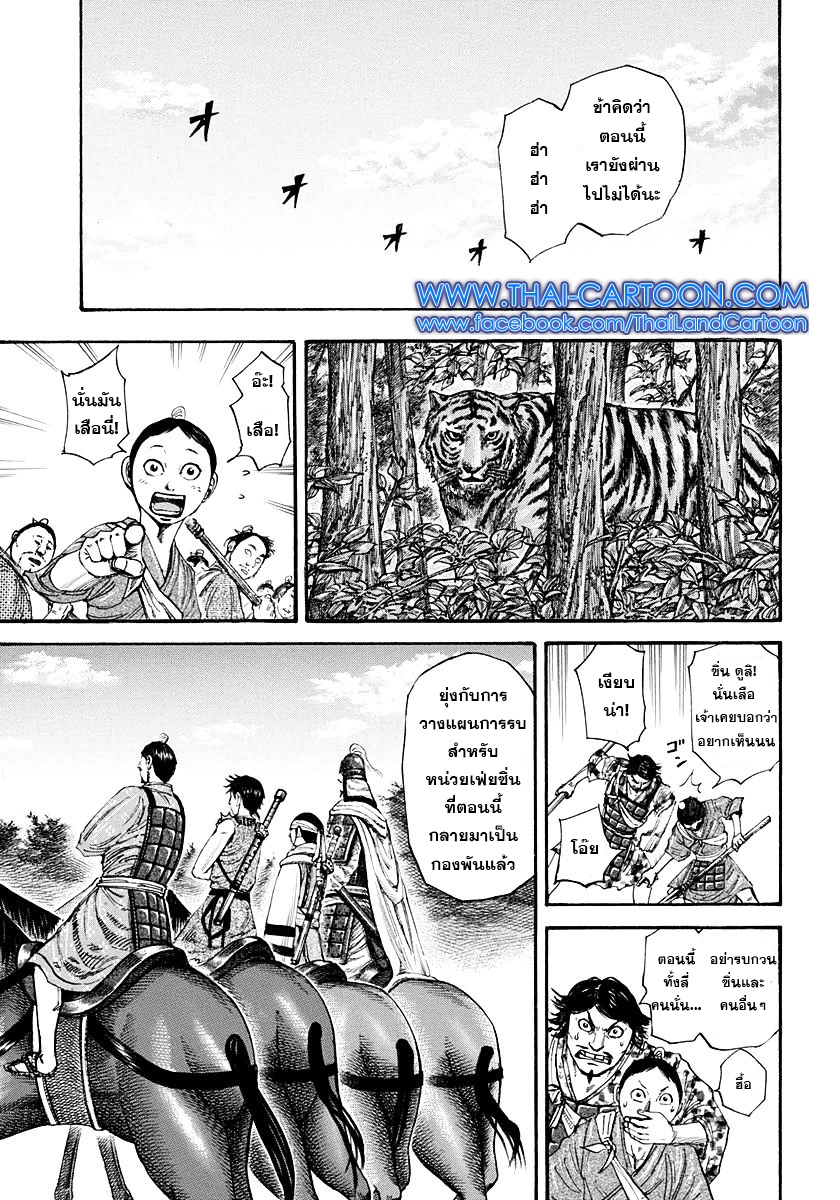 ข้าคิดว่า
ตอนนี้
เรายังผ่าน
ไปไม่ได้นะ
ฮ่า
ฮ่า
ฮ่า
オ
オ
オ
オ
オ
WWW.THAI-CARTOON.COM
www.facebook.com/ThaiLandCartoon
อ๊ะ!
เสือ!
นั่นมัน
เสือนี่!
ซิ่น ดูสิ!
นั่นเสือ
เจ้าเคยบอกว่า
อยากเห็นนน
เงียบ
น่า!
ゴン
โอ๊ย
ยุ่งกับการ
วางแผนการรบ
สำหรับ
หน่วยเฟยซิ่น
ที่ตอนนี้
กลายมาเป็น
กองพันแล้ว
อย่ารบกวน
ซิ่นและ
คนอื่นๆ
ตอนนี้
ทั้งสี่
คนนั่น...
ฮื้อ